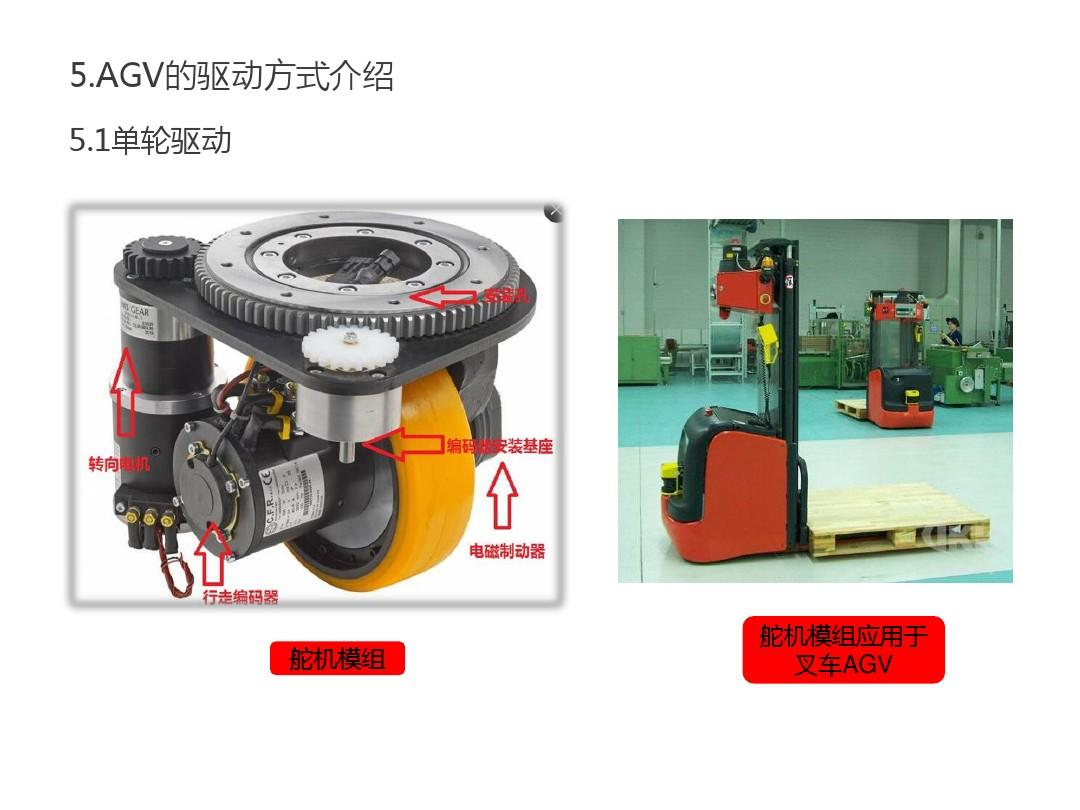 5.AGV的驱动方式介绍
5.1单轮驱动
安装孔
GEAR
转向电机
编码器安装基座
C.F.R.
CE
电磁制动器
行走编码器
舵机模组
舵机模组应用于
叉车AGV